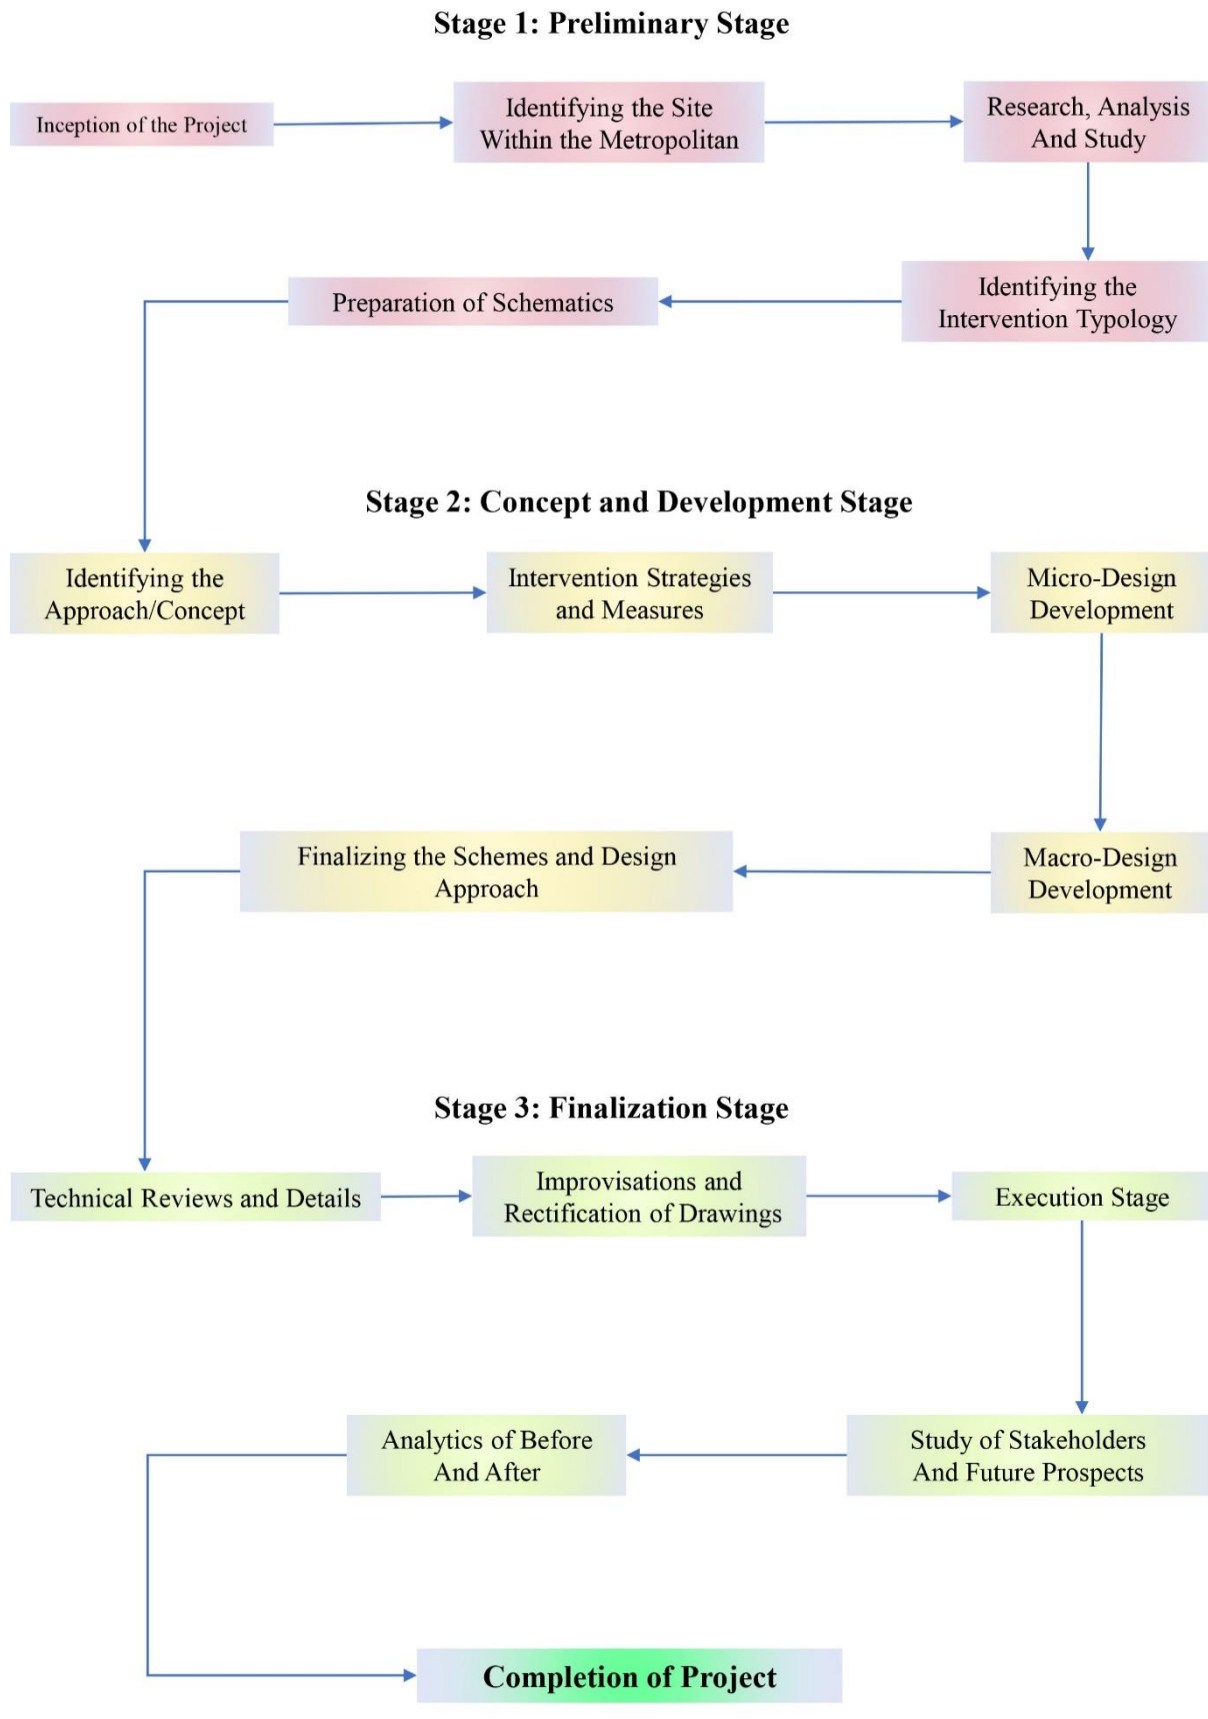 Stage 1: Preliminary Stage
Inception of the Project
Identifying the Site
Within the Metropolitan
Research, Analysis
And Study
Identifying the
Intervention Typology
Preparation of Schematics
Stage 2: Concept and Development Stage
Identifying the
Approach/Concept
Intervention Strategies
and Measures
Micro-Design
Development
Macro-Design
Development
Finalizing the Schemes and Design
Approach
Stage 3: Finalization Stage
Technical Reviews and Details
Improvisations and
Rectification of Drawings
Execution Stage
Study of Stakeholders
And Future Prospects
Analytics of Before
And After
Completion of Project